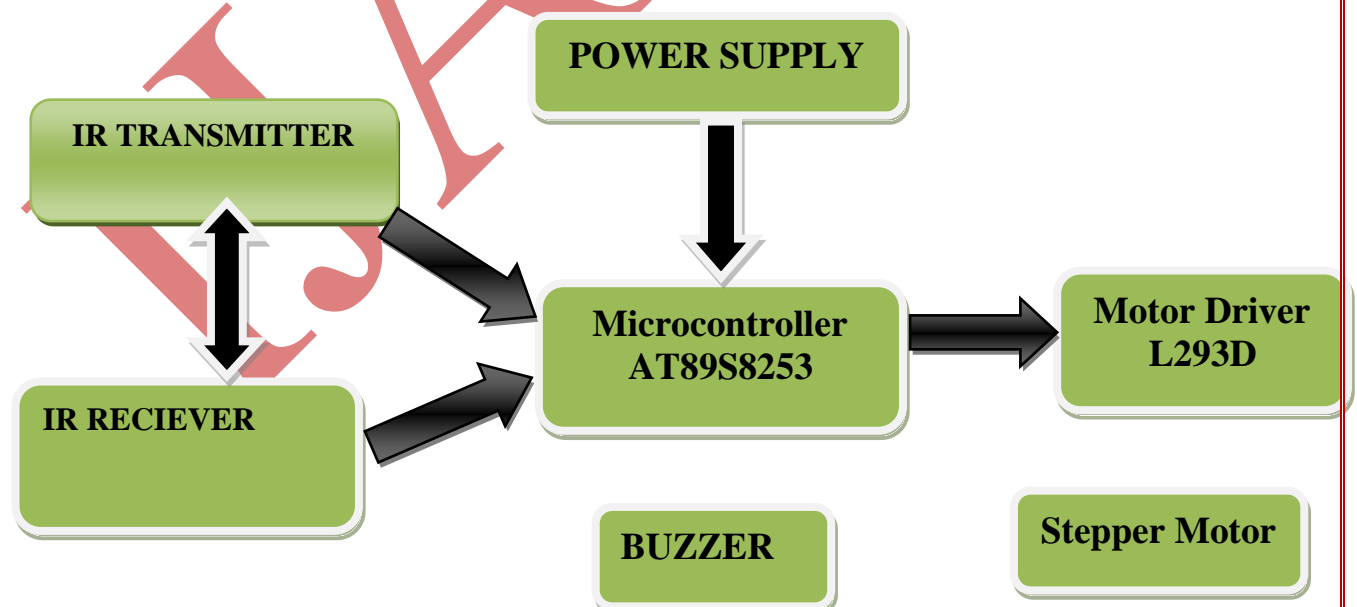 POWER SUPPLY
IR TRANSMITTER
Microcontroller
AT89S8253
Motor Driver
L293D
IR RECIEVER
BUZZER
Stepper Motor